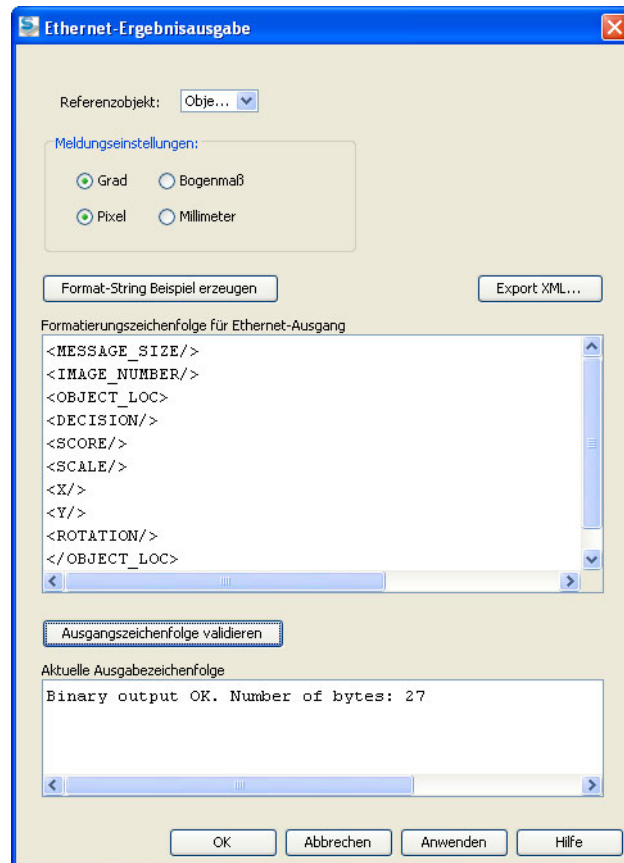 Ethernet-Ergebnisausgabe
Referenzobjekt: Obje...
Meldungseinstellungen:
Grad Bogenmaß
Pixel Millimeter
Format-String Beispiel erzeugen Export XML...
Formatierungszeichenfolge für Ethernet-Ausgang
<MESSAGE_SIZE/>
<IMAGE_NUMBER/>
<OBJECT_LOC>
<DECISION/>
<SCORE/>
<SCALE/>
<X/>
<Y/>
<ROTATION/>
</OBJECT_LOC>
Ausgangszeichenfolge validieren
Aktuelle Ausgabezeichenfolge
Binary output OK. Number of bytes: 27
OK Abbrechen Anwenden Hilfe